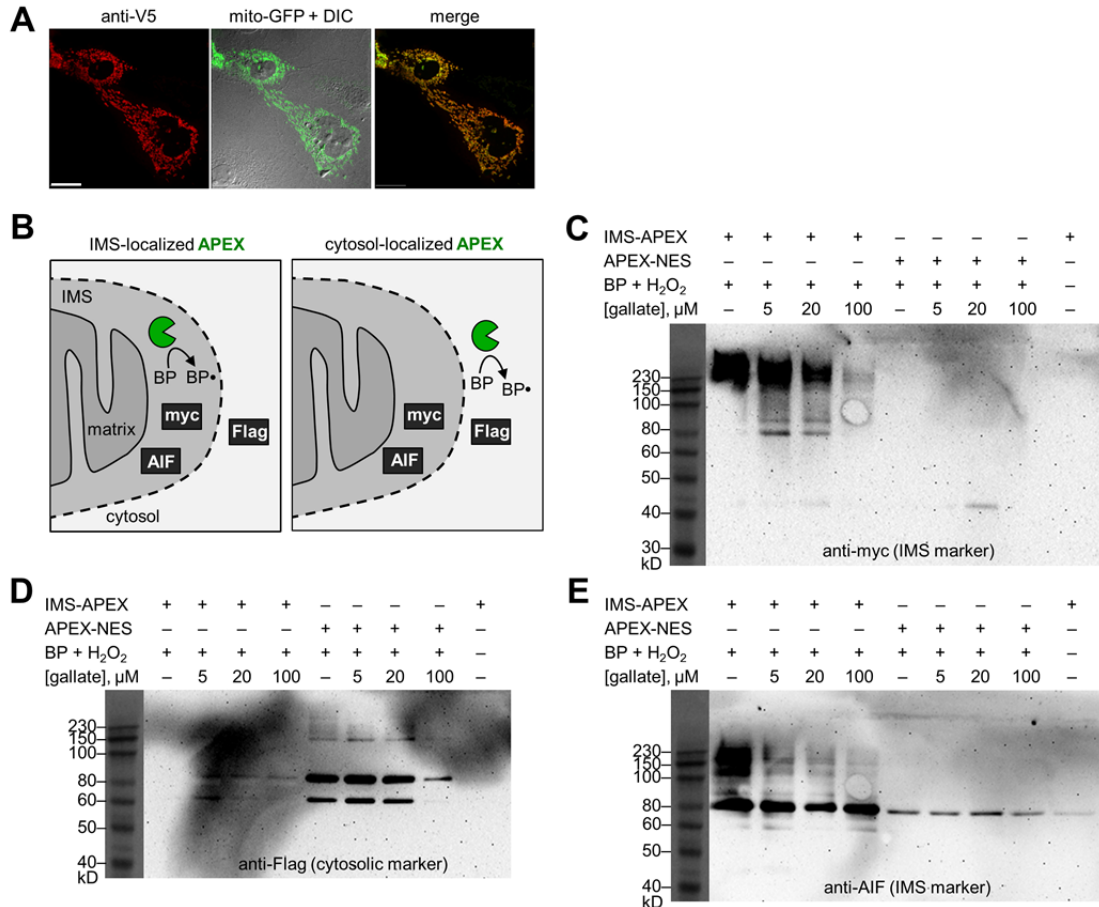 A
anti-V5 mito-GFP + DIC merge
B
IMS-localized APEX cytosol-localized APEX
IMS
BP BP•
BP BP•
myc myc
matrix Flag Flag
AIF AIF
cytosol
C
IMS-APEX + + + + – – – – +
APEX-NES – – – – + + + + –
BP + H₂O₂ + + + + + + + + –
[gallate], µM – 5 20 100 – 5 20 100 –
230
150
100
80
60
50
40
30
kD
anti-myc (IMS marker)
D
IMS-APEX + + + + – – – – +
APEX-NES – – – – + + + + –
BP + H₂O₂ + + + + + + + + –
[gallate], µM – 5 20 100 – 5 20 100 –
230
150
100
80
60
50
40
kD
anti-Flag (cytosolic marker)
E
IMS-APEX + + + + – – – – +
APEX-NES – – – – + + + + –
BP + H₂O₂ + + + + + + + + –
[gallate], µM – 5 20 100 – 5 20 100 –
230
150
100
80
60
50
40
kD
anti-AIF (IMS marker)